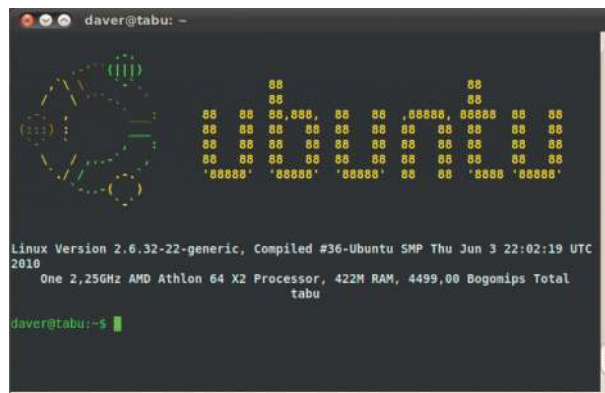 daver@tabu: ~
ubuntu
Linux Version 2.6.32-22-generic, Compiled #36-Ubuntu SMP Thu Jun 3 22:02:19 UTC
2010
One 2,25GHz AMD Athlon 64 X2 Processor, 422M RAM, 4499,00 Bogomips Total
tabu
daver@tabu:~$